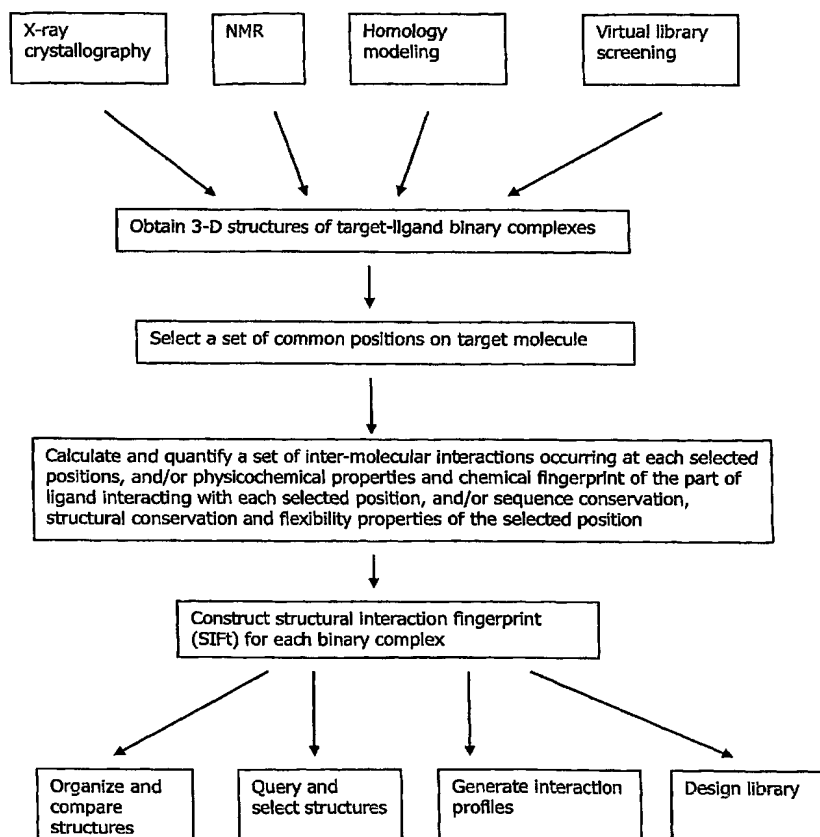 X-ray
crystallography
NMR
Homology
modeling
Virtual library
screening
Obtain 3-D structures of target-ligand binary complexes
Select a set of common positions on target molecule
Calculate and quantify a set of inter-molecular interactions occurring at each selected
positions, and/or physicochemical properties and chemical fingerprint of the part of
ligand interacting with each selected position, and/or sequence conservation,
structural conservation and flexibility properties of the selected position
Construct structural interaction fingerprint
(SIFt) for each binary complex
Organize and
compare
structures
Query and
select structures
Generate interaction
profiles
Design library